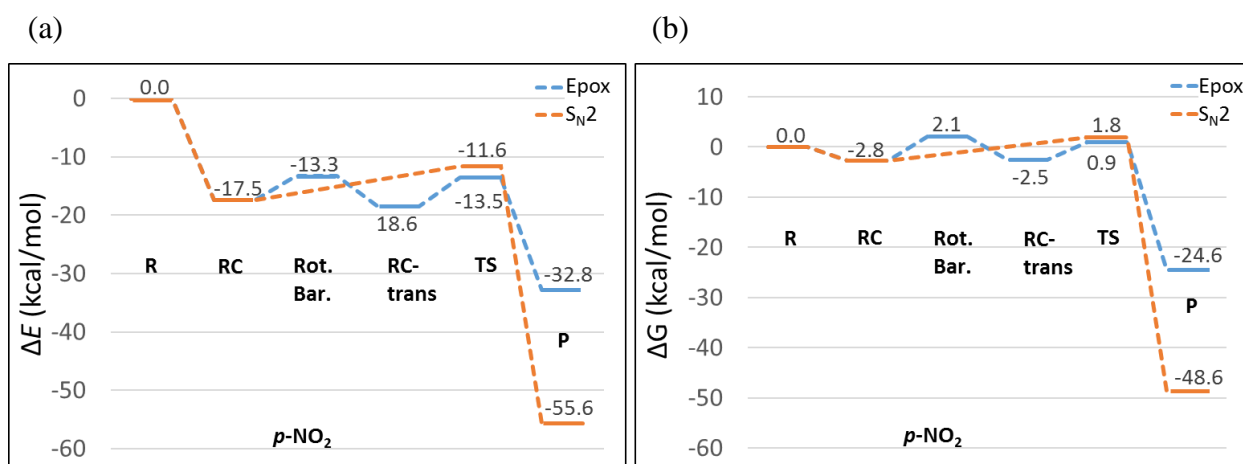 (a)
(b)
Epox
SN2
0.0
0
-10
-20
-30
-40
-50
-60
ΔE (kcal/mol)
-17.5
-13.3
18.6
-11.6
-13.5
-32.8
-55.6
R
RC
Rot.
Bar.
RC-
trans
TS
P
p-NO2
Epox
SN2
10
0
-10
-20
-30
-40
-50
-60
ΔG (kcal/mol)
0.0
-2.8
2.1
-2.5
1.8
0.9
-24.6
-48.6
R
RC
Rot.
Bar.
RC-
trans
TS
P
p-NO2